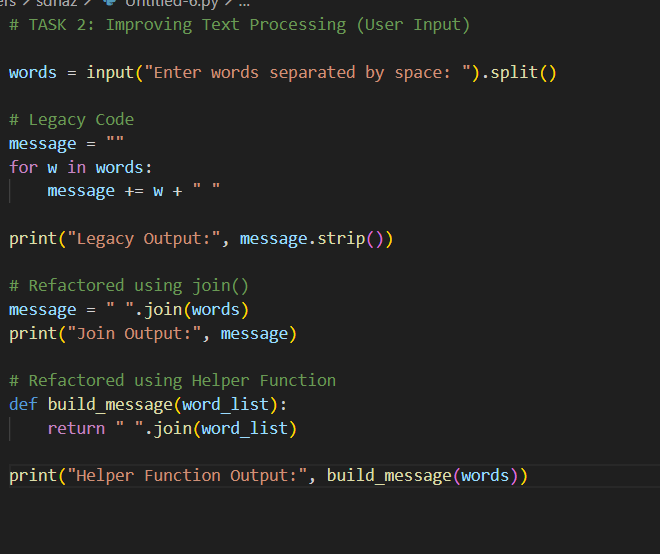 ers > sdnaz > Untitled-6.py > ...
# TASK 2: Improving Text Processing (User Input)
words = input("Enter words separated by space: ").split()
# Legacy Code
message = ""
for w in words:
    message += w + " "
print("Legacy Output:", message.strip())
# Refactored using join()
message = " ".join(words)
print("Join Output:", message)
# Refactored using Helper Function
def build_message(word_list):
    return " ".join(word_list)
print("Helper Function Output:", build_message(words))